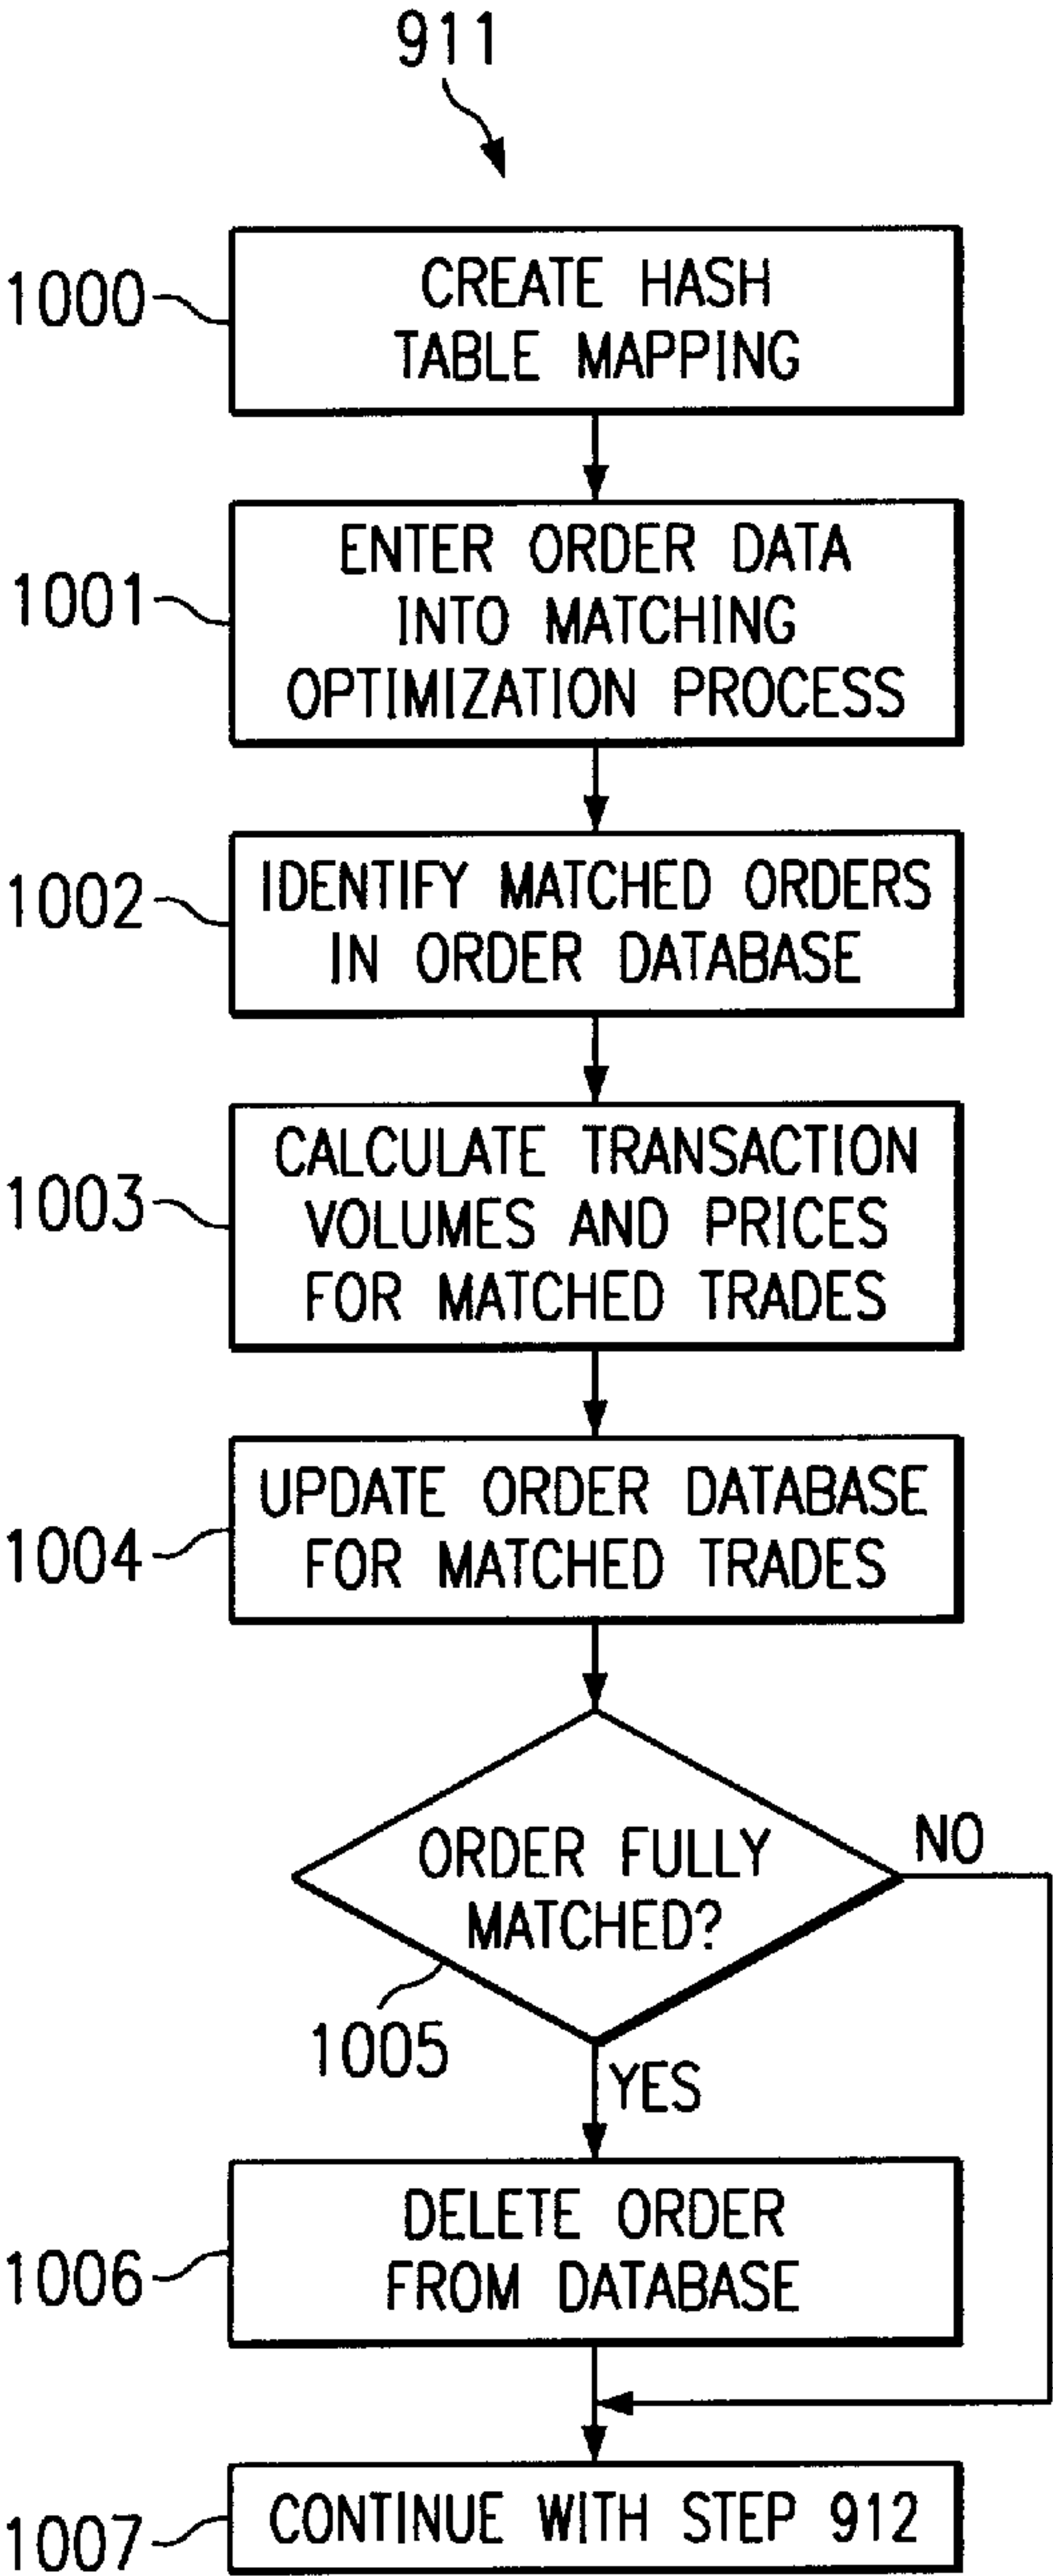 911
1000
CREATE HASH
TABLE MAPPING
1001
ENTER ORDER DATA
INTO MATCHING
OPTIMIZATION PROCESS
1002
IDENTIFY MATCHED ORDERS
IN ORDER DATABASE
1003
CALCULATE TRANSACTION
VOLUMES AND PRICES
FOR MATCHED TRADES
1004
UPDATE ORDER DATABASE
FOR MATCHED TRADES
ORDER FULLY
MATCHED?
NO
1005
YES
1006
DELETE ORDER
FROM DATABASE
1007
CONTINUE WITH STEP 912